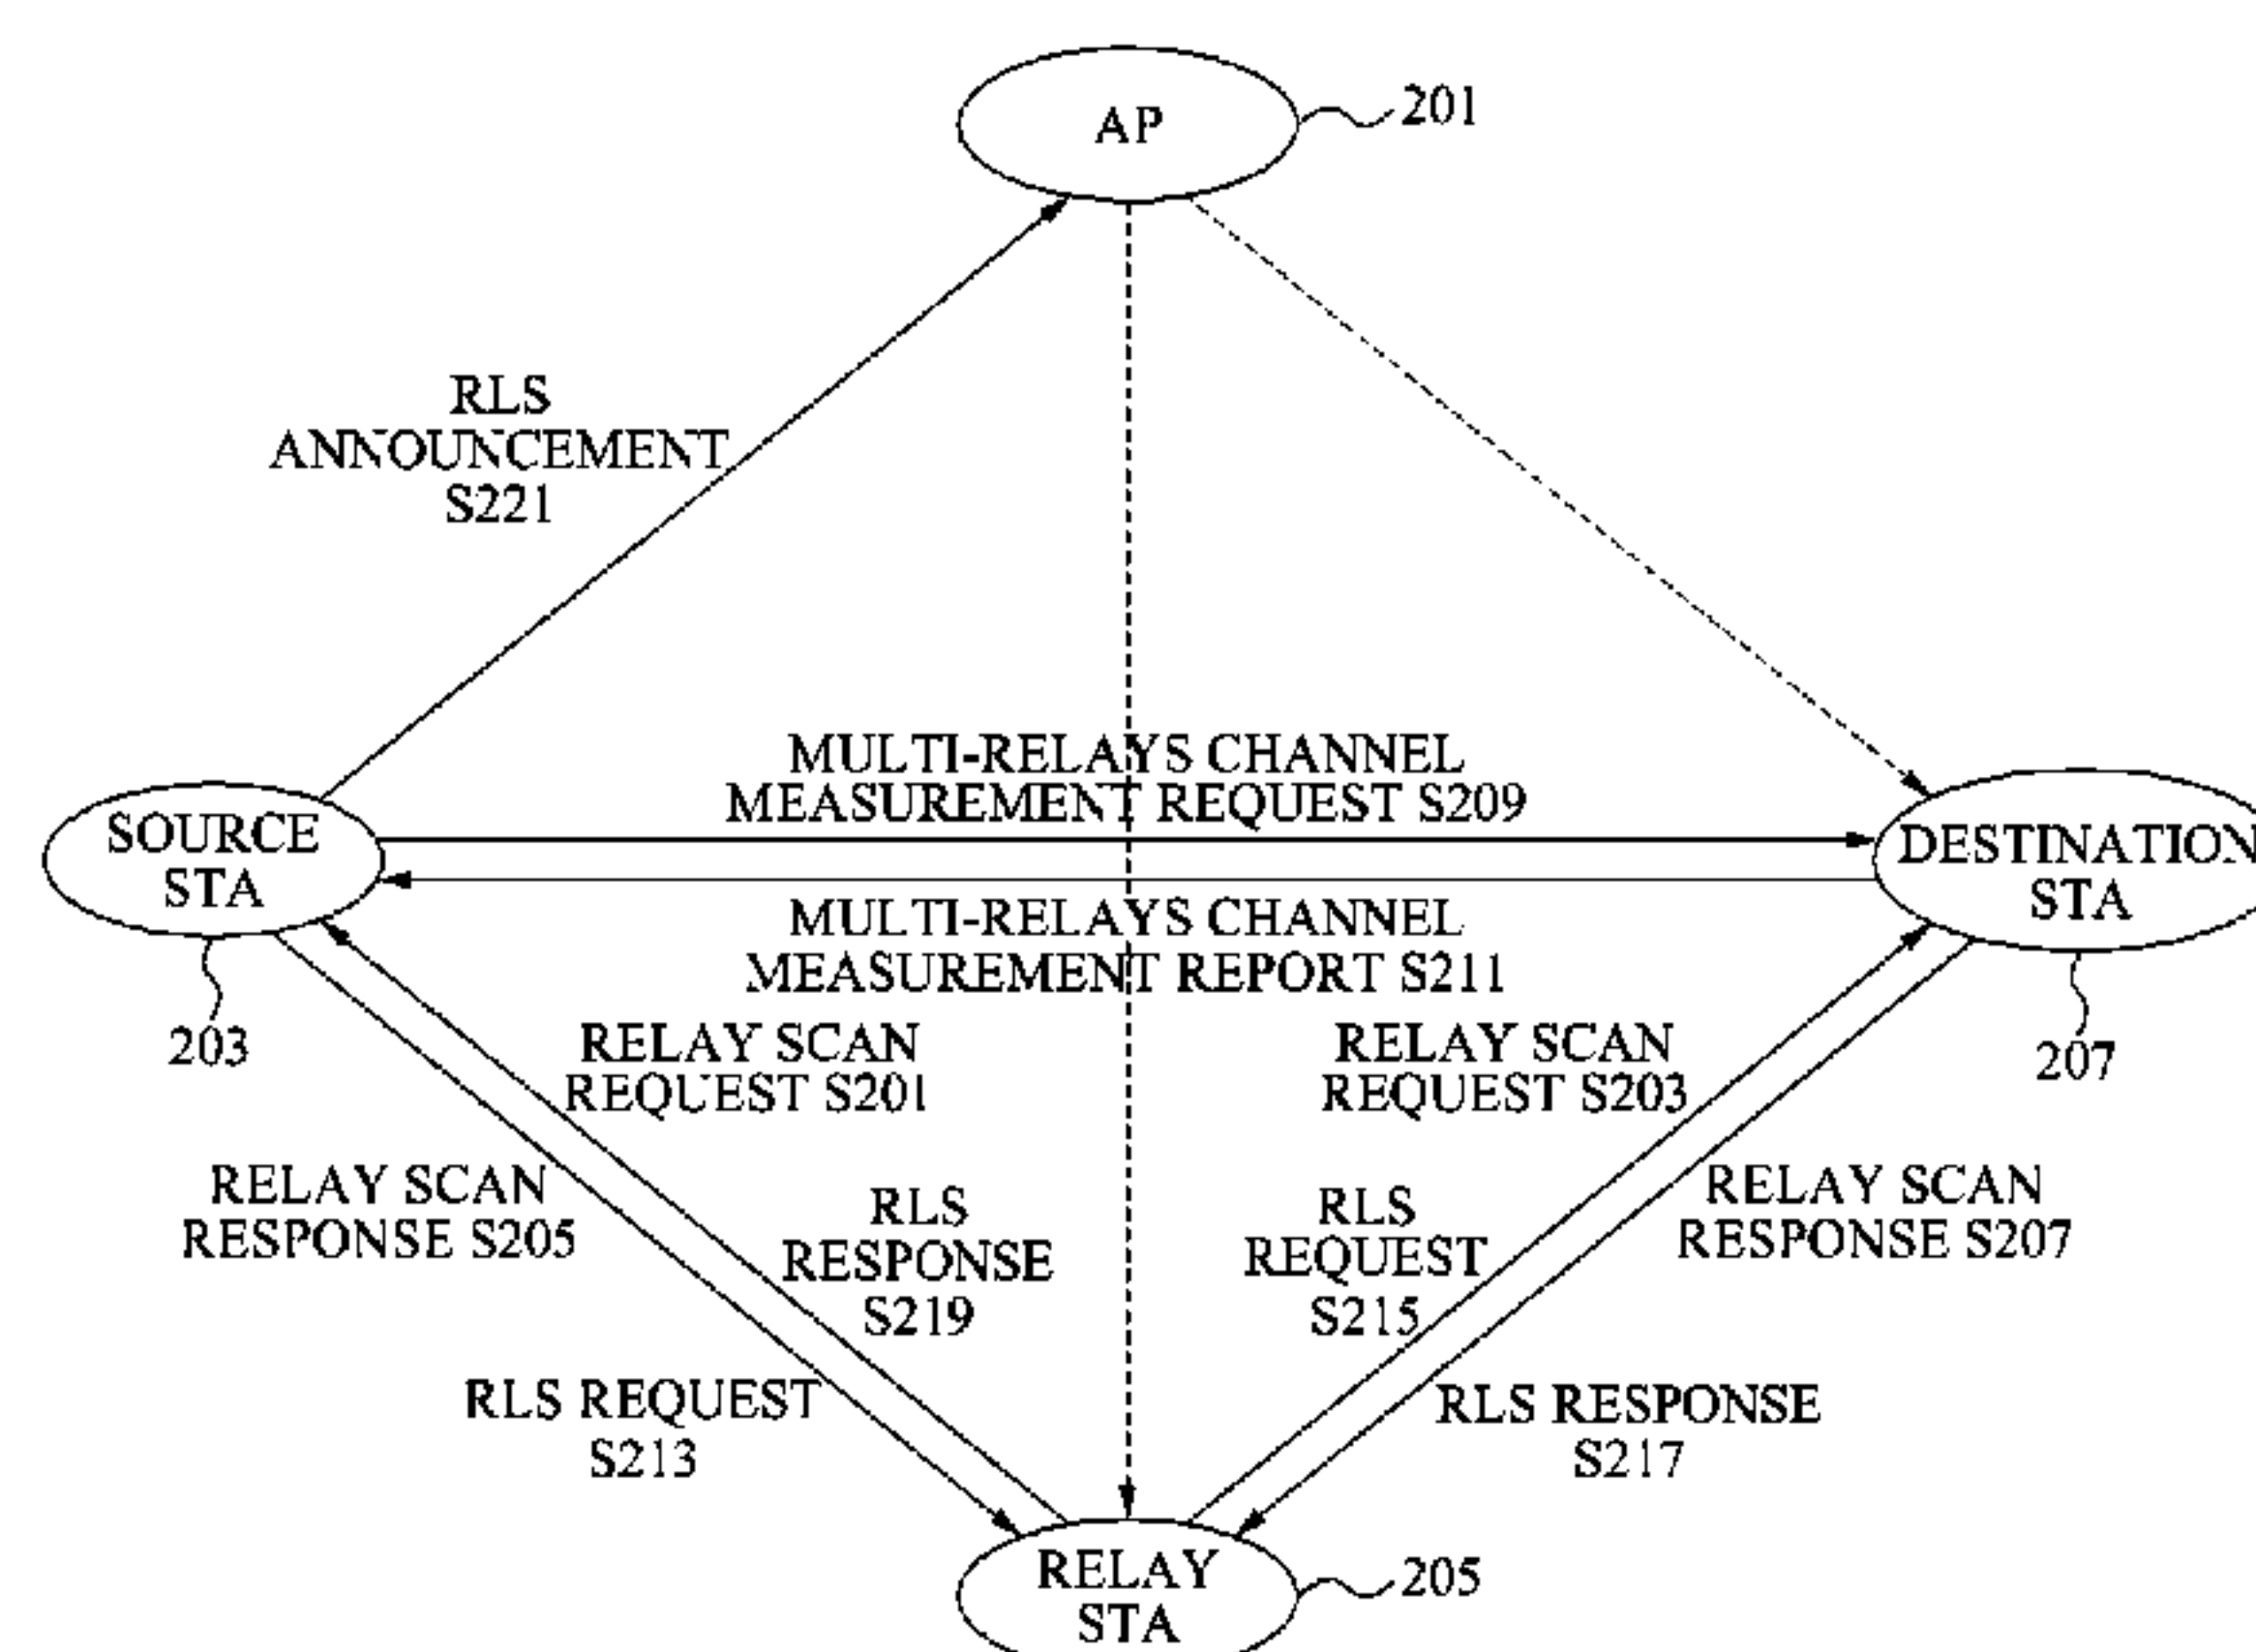 AP
201
RLS
ANNOUNCEMENT
S221
MULTI-RELAYS CHANNEL
MEASUREMENT REQUEST S209
SOURCE
STA
203
DESTINATION
STA
207
MULTI-RELAYS CHANNEL
MEASUREMENT REPORT S211
RELAY SCAN
REQUEST S201
RELAY SCAN
REQUEST S203
RELAY SCAN
RESPONSE S205
RLS
RESPONSE
S219
RLS
REQUEST
S215
RELAY SCAN
RESPONSE S207
RLS REQUEST
S213
RLS RESPONSE
S217
RELAY
STA
205